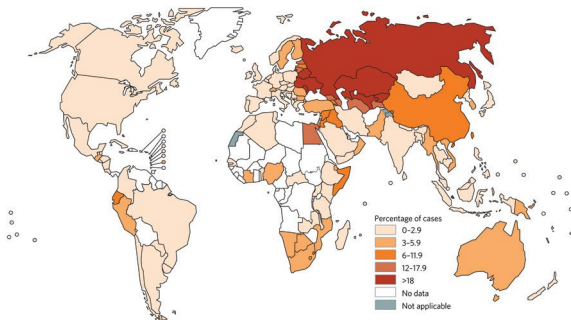 Percentage of cases
0–2.9
3–5.9
6–11.9
12–17.9
>18
No data
Not applicable